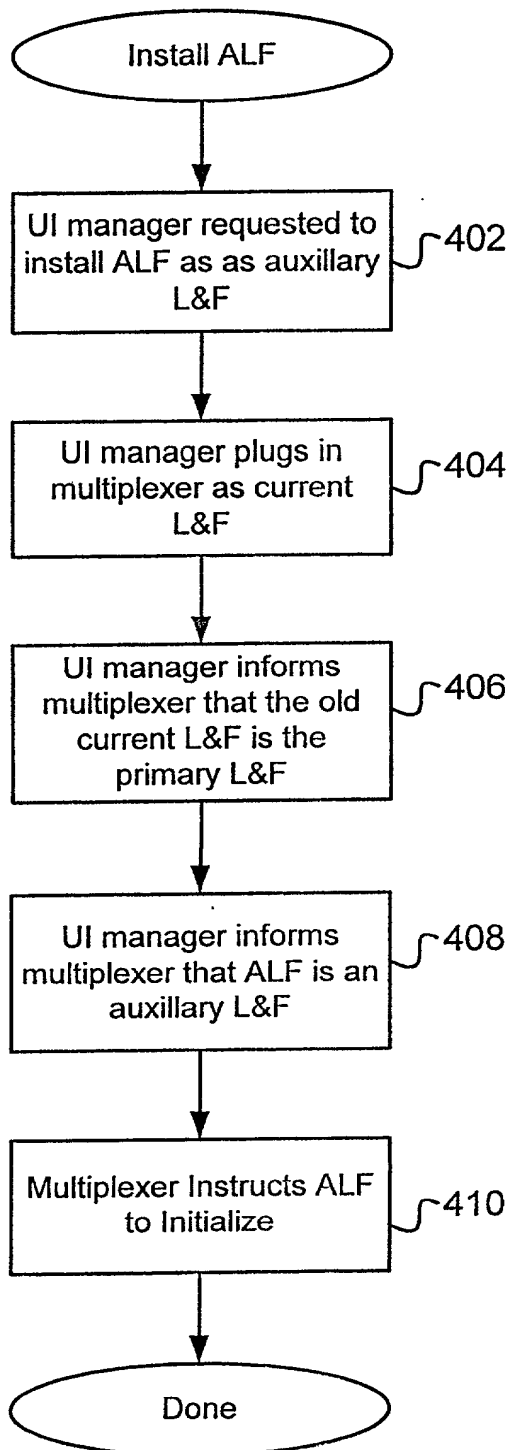 Install ALF
UI manager requested to
install ALF as as auxillary
L&F
402
UI manager plugs in
multiplexer as current
L&F
404
UI manager informs
multiplexer that the old
current L&F is the
primary L&F
406
UI manager informs
multiplexer that ALF is an
auxillary L&F
408
Multiplexer Instructs ALF
to Initialize
410
Done